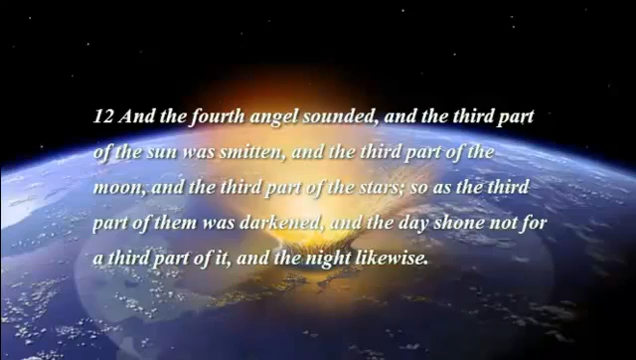 12 And the fourth angel sounded, and the third part
of the sun was smitten, and the third part of the
moon, and the third part of the stars; so as the third
part of them was darkened, and the day shone not for
a third part of it, and the night likewise.